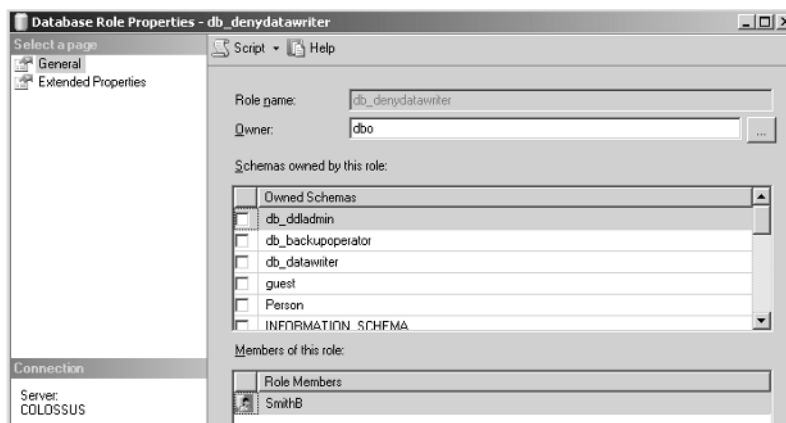 Database Role Properties - db_denydatawriter
Select a page
General
Extended Properties
Script
Help
Role name:
db_denydatawriter
Owner:
dbo
...
Schemas owned by this role:
Owned Schemas
db_ddladmin
db_backupoperator
db_datawriter
guest
Person
INFORMATION_SCHEMA
Members of this role:
Role Members
SmithB
Connection
Server:
COLOSSUS